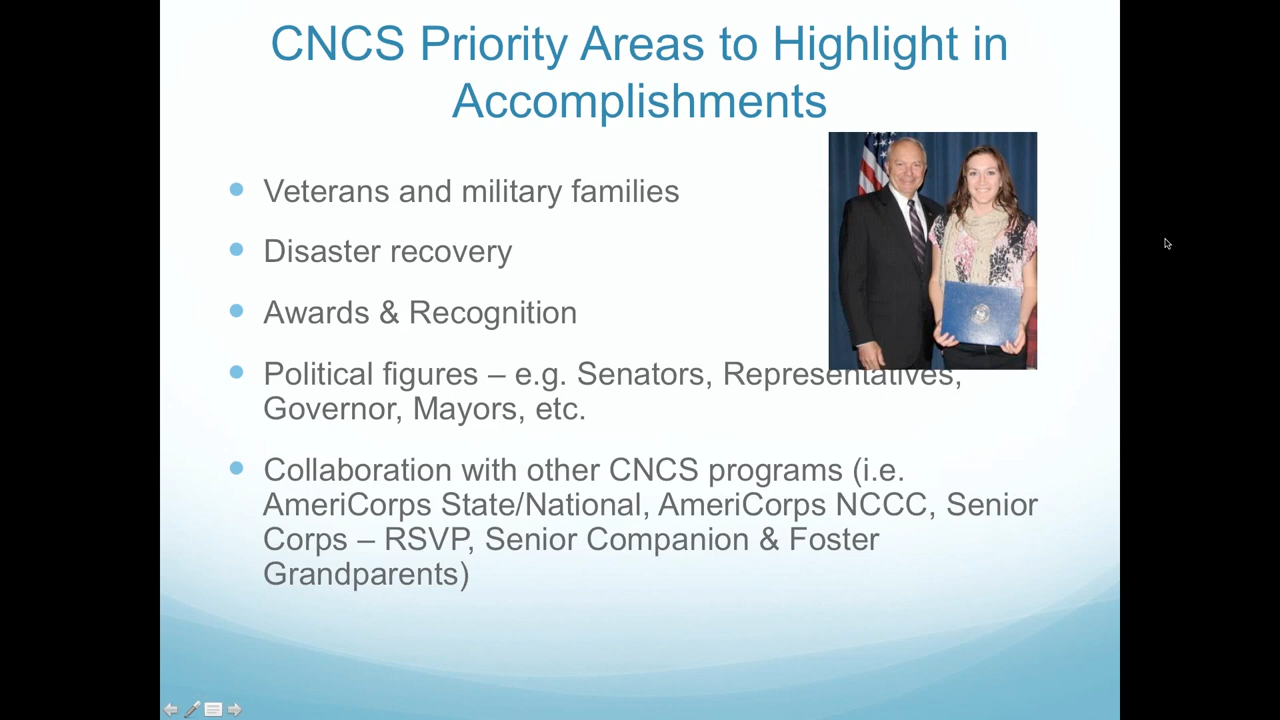 CNCS Priority Areas to Highlight in
Accomplishments
Veterans and military families
Disaster recovery
Awards & Recognition
Political figures – e.g. Senators, Representatives,
Governor, Mayors, etc.
Collaboration with other CNCS programs (i.e.
AmeriCorps State/National, AmeriCorps NCCC, Senior
Corps – RSVP, Senior Companion & Foster
Grandparents)